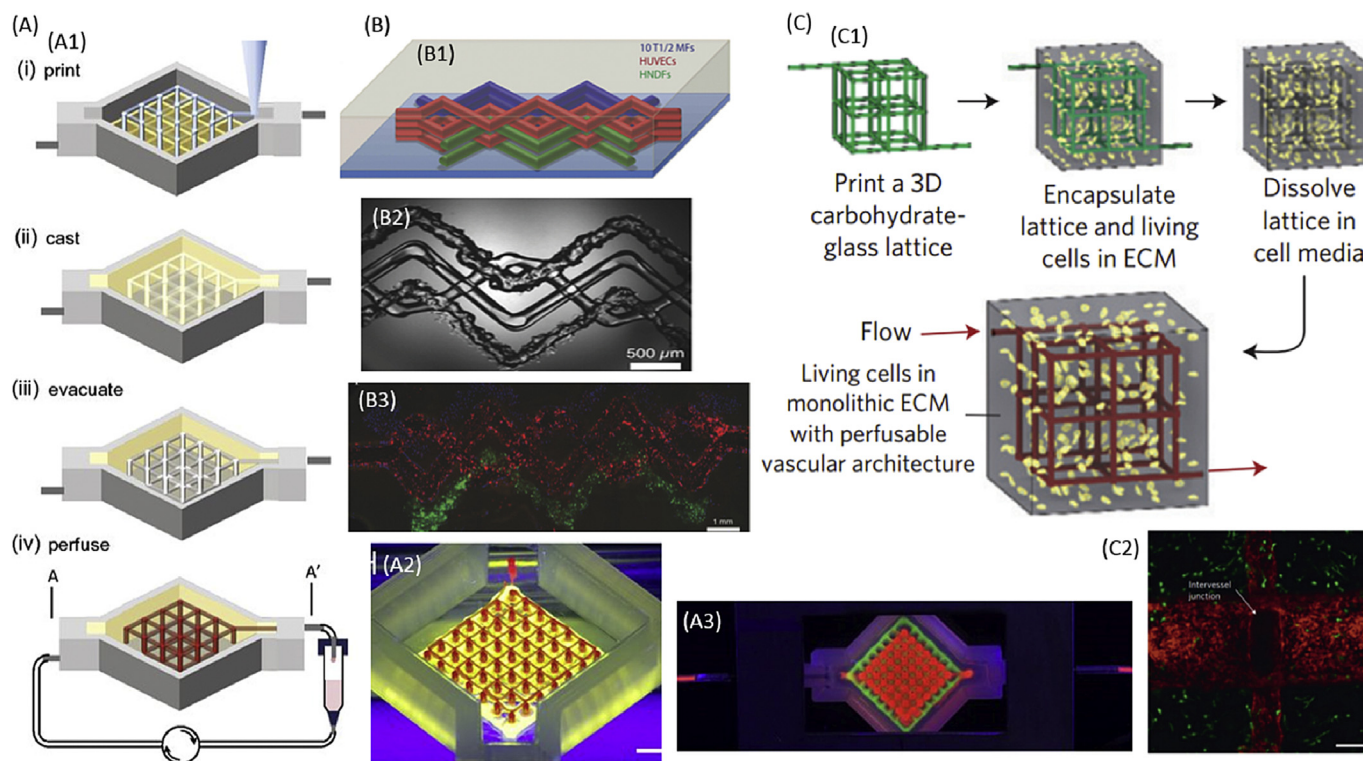 (A)
(A1)
(i) print
(ii) cast
(iii) evacuate
(iv) perfuse
A
A'
(B)
(B1)
10 T1/2 MFs
HUVECs
HNDFs
(B2)
500 µm
(B3)
1 mm
(A2)
(A3)
(C)
(C1)
Print a 3D
carbohydrate-
glass lattice
Encapsulate
lattice and living
cells in ECM
Dissolve
lattice in
cell media
Flow
Living cells in
monolithic ECM
with perfusable
vascular architecture
(C2)
Intervessel
junction